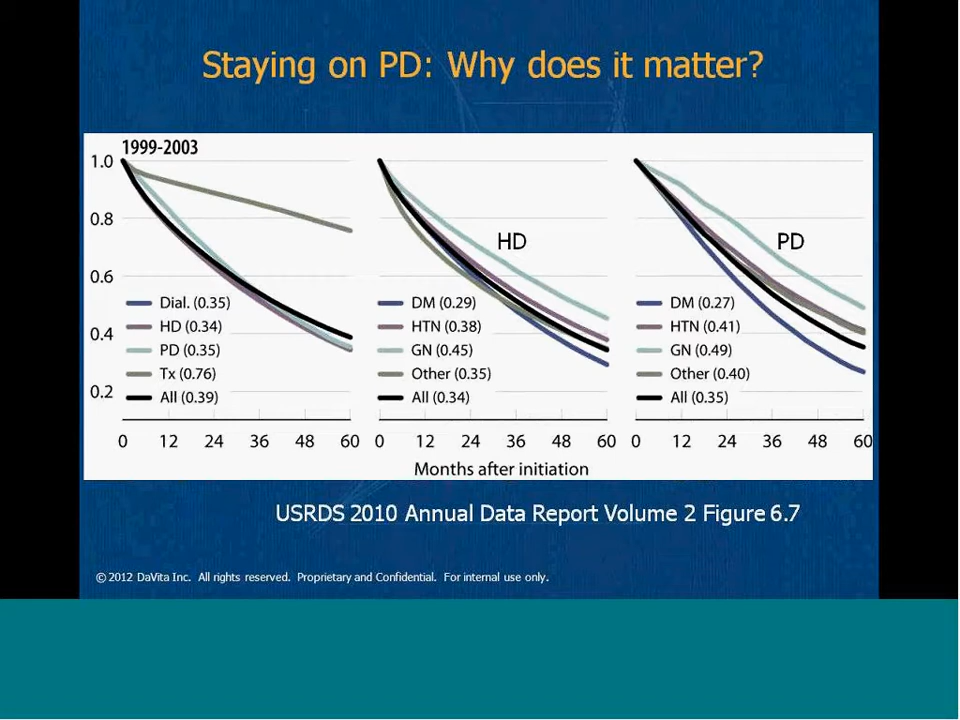 Staying on PD: Why does it matter?
1999-2003
1.0
0.8
0.6
0.4
0.2
Dial. (0.35)
HD (0.34)
PD (0.35)
Tx (0.76)
All (0.39)
0 12 24 36 48 60
HD
DM (0.29)
HTN (0.38)
GN (0.45)
Other (0.35)
All (0.34)
0 12 24 36 48 60
PD
DM (0.27)
HTN (0.41)
GN (0.49)
Other (0.40)
All (0.35)
0 12 24 36 48 60
Months after initiation
USRDS 2010 Annual Data Report Volume 2 Figure 6.7
© 2012 DaVita Inc. All rights reserved. Proprietary and Confidential. For internal use only.